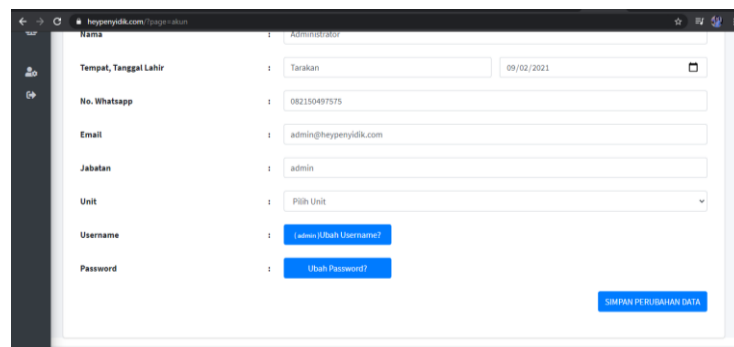 heypenyidik.com/?page=akun
Nama : Administrator
Tempat, Tanggal Lahir : Tarakan 09/02/2021
No. Whatsapp : 082150497575
Email : admin@heypenyidik.com
Jabatan : admin
Unit : Pilih Unit
Username : (admin)Ubah Username?
Password : Ubah Password?
SIMPAN PERUBAHAN DATA